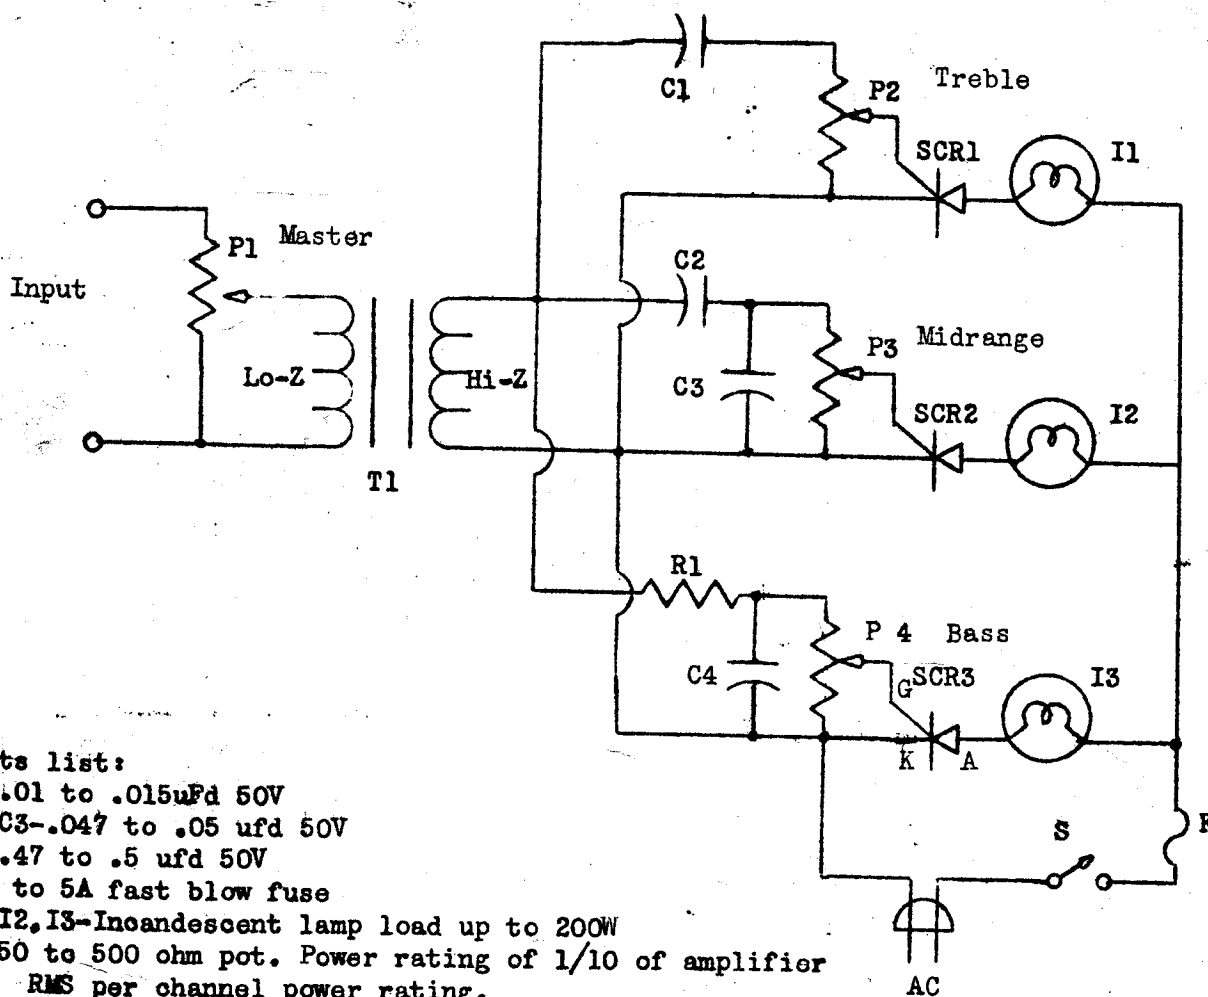 C1
P2 Treble
SCR1
I1
P1 Master
Input
C2
P3 Midrange
Lo-Z
Hi-Z
C3
SCR2
I2
T1
R1
P 4 Bass
C4
G
SCR3
I3
K
A
ts list:
.01 to .015uFd 50V
C3-.047 to .05 ufd 50V
.47 to .5 ufd 50V
to 5A fast blow fuse
I2,I3-Incandescent lamp load up to 200W
50 to 500 ohm pot. Power rating of 1/10 of amplifier
RMS per channel power rating.
S
AC